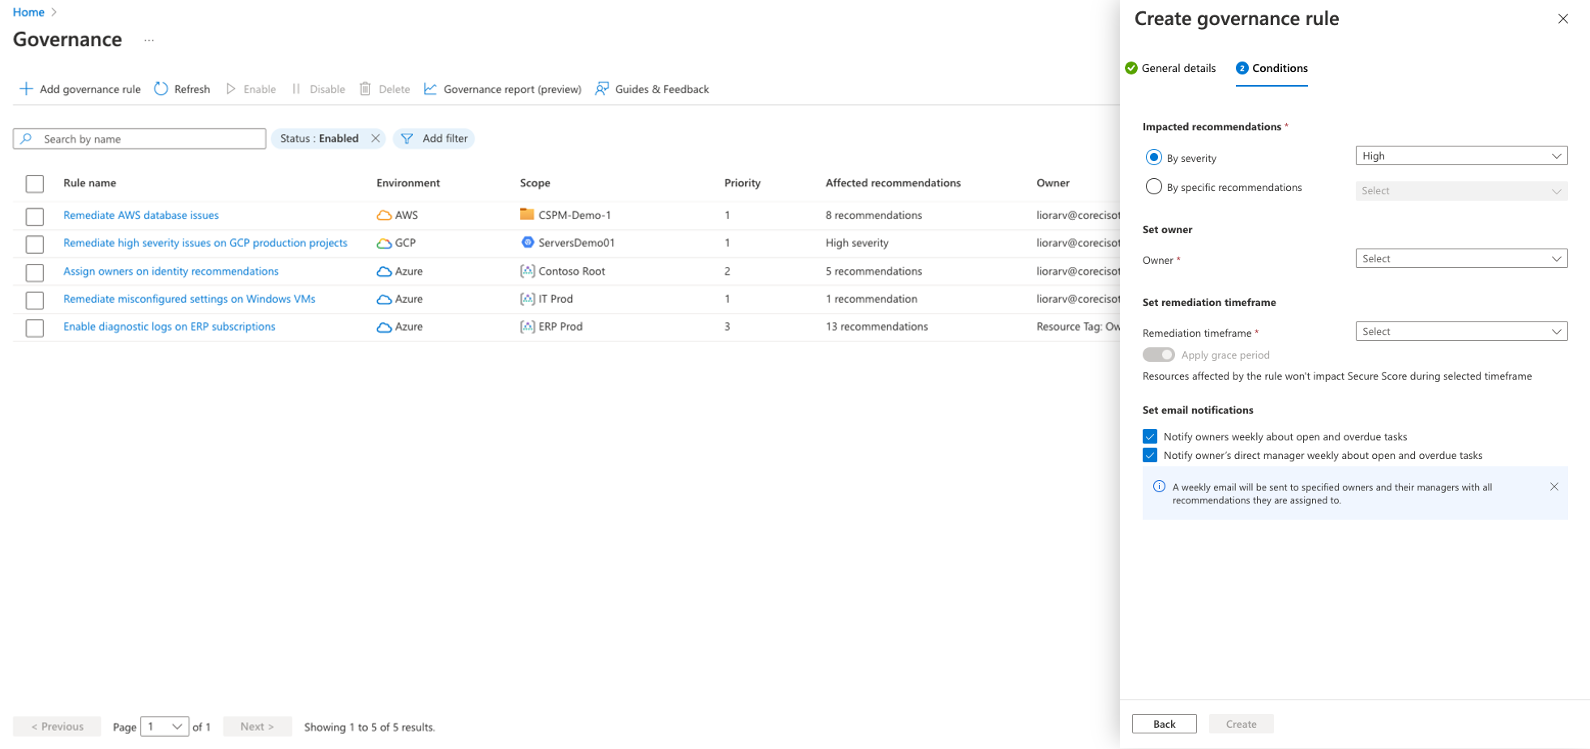 Home
Governance ...
Add governance rule Refresh Enable Disable Delete Governance report (preview) Guides & Feedback
Search by name Status : Enabled Add filter
Rule name Environment Scope Priority Affected recommendations Owner
Remediate AWS database issues AWS CSPM-Demo-1 1 8 recommendations liorarv@corecisot
Remediate high severity issues on GCP production projects GCP ServersDemo01 1 High severity liorarv@corecisot
Assign owners on identity recommendations Azure Contoso Root 2 5 recommendations liorarv@corecisot
Remediate misconfigured settings on Windows VMs Azure IT Prod 1 1 recommendation liorarv@corecisot
Enable diagnostic logs on ERP subscriptions Azure ERP Prod 3 13 recommendations Resource Tag: Ow
< Previous Page 1 of 1 Next > Showing 1 to 5 of 5 results.
Create governance rule
General details 2 Conditions
Impacted recommendations *
By severity High
By specific recommendations Select
Set owner
Owner * Select
Set remediation timeframe
Remediation timeframe * Select
Apply grace period
Resources affected by the rule won't impact Secure Score during selected timeframe
Set email notifications
Notify owners weekly about open and overdue tasks
Notify owner's direct manager weekly about open and overdue tasks
A weekly email will be sent to specified owners and their managers with all
recommendations they are assigned to.
Back Create